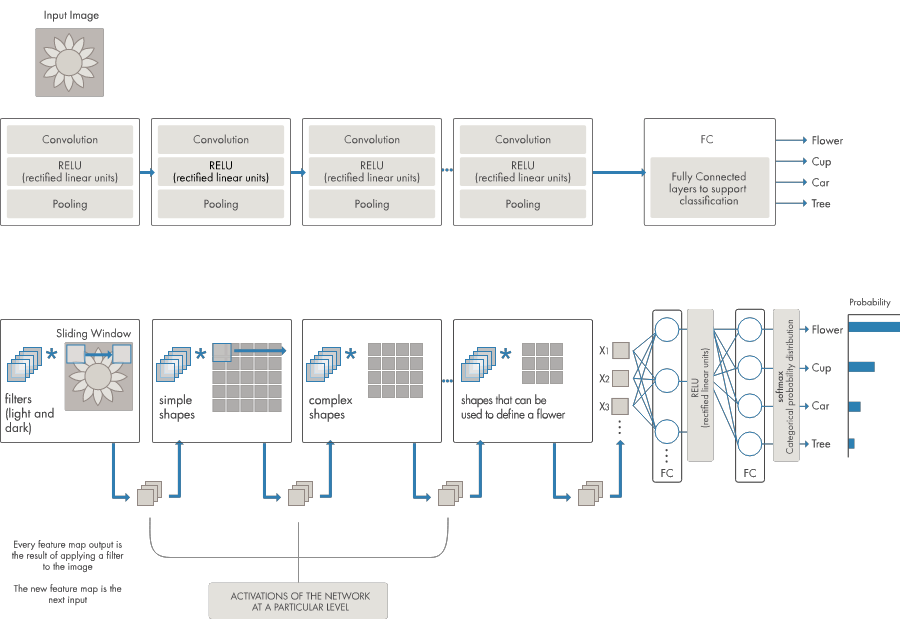 Input Image
Convolution
RELU
(rectified linear units)
Pooling
Convolution
RELU
(rectified linear units)
Pooling
Convolution
RELU
(rectified linear units)
Pooling
Convolution
RELU
(rectified linear units)
Pooling
FC
Fully Connected
layers to support
classification
Flower
Cup
Car
Tree
Sliding Window
*
filters
(light and
dark)
*
simple
shapes
*
complex
shapes
*
shapes that can be
used to define a flower
X1
X2
X3
FC
RELU
(rectified linear units)
FC
softmax
Categorical probability distribution
Probability
Flower
Cup
Car
Tree
Every feature map output is
the result of applying a filter
to the image
The new feature map is the
next input
ACTIVATIONS OF THE NETWORK
AT A PARTICULAR LEVEL